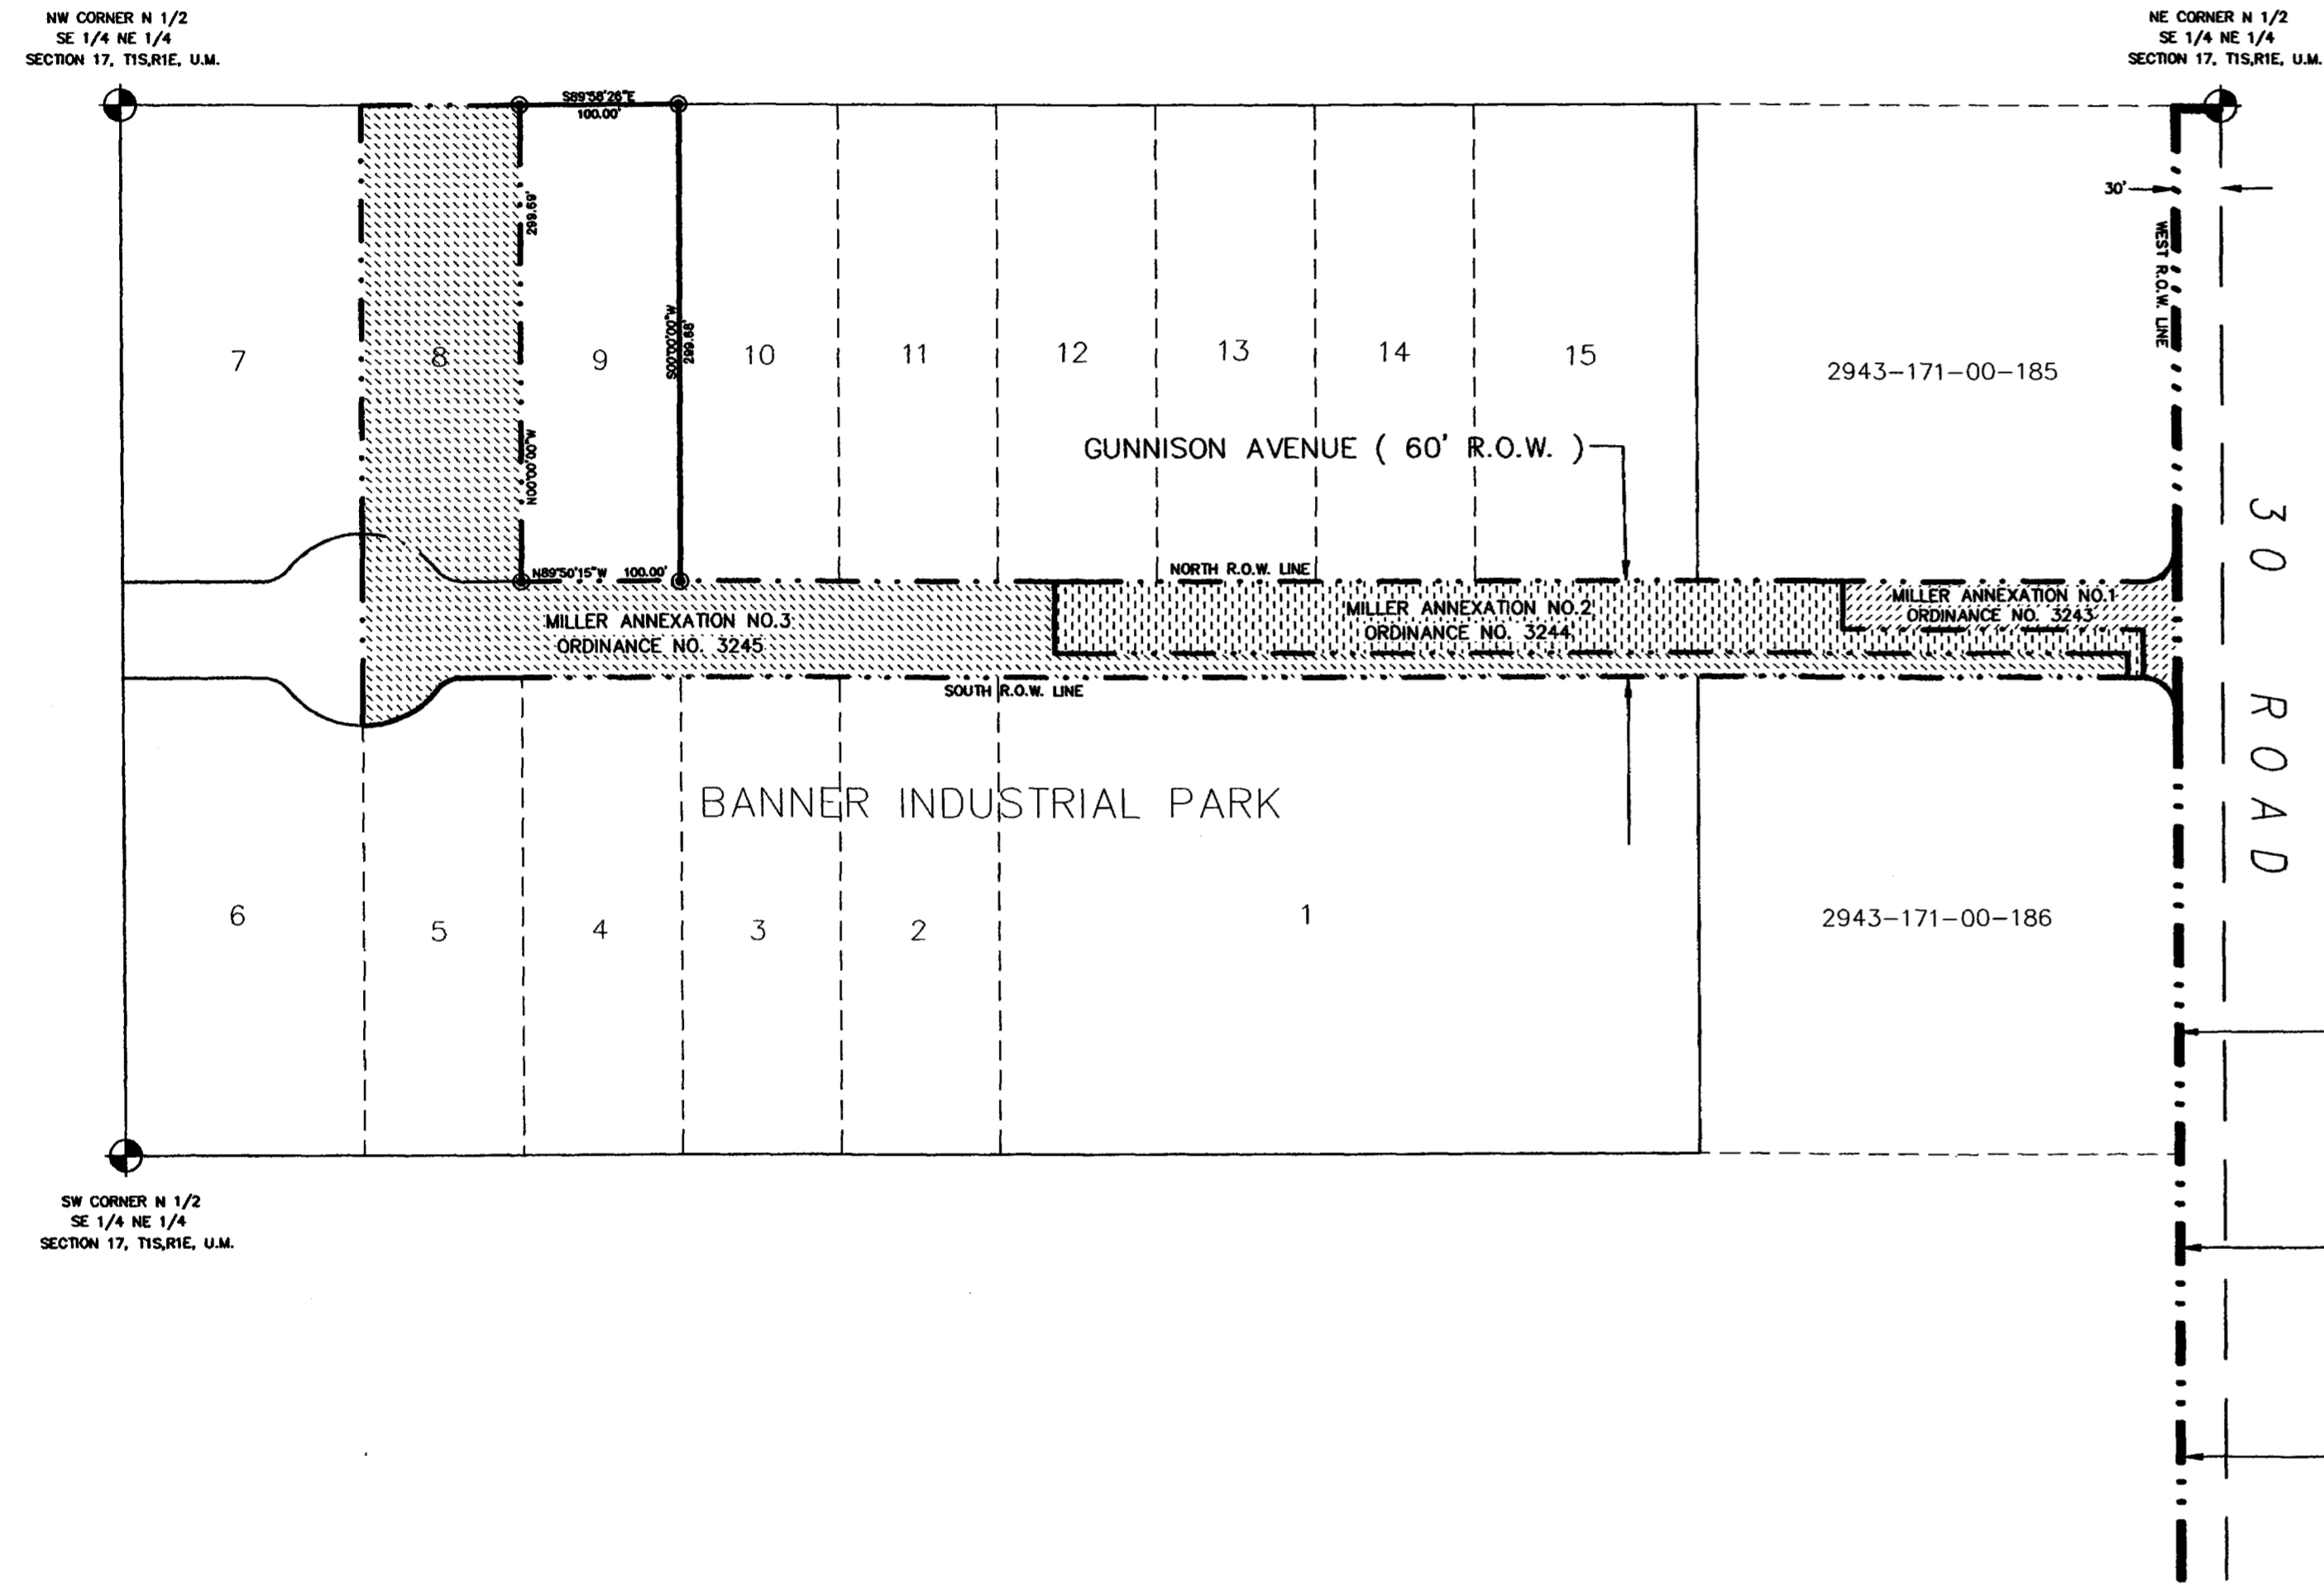 NW CORNER N 1/2
SE 1/4 NE 1/4
SECTION 17, T1S,R1E, U.M.
NE CORNER N 1/2
SE 1/4 NE 1/4
SECTION 17, T1S,R1E, U.M.
S89°58'26"E
100.00'
299.69'
N00°00'00"W
S00°00'00"W
299.68'
30'
WEST R.O.W. LINE
7
8
9
10
11
12
13
14
15
2943-171-00-185
GUNNISON AVENUE ( 60' R.O.W. )
30 ROAD
N89°50'15"W 100.00'
NORTH R.O.W. LINE
MILLER ANNEXATION NO.3
ORDINANCE NO. 3245
MILLER ANNEXATION NO.2
ORDINANCE NO. 3244
MILLER ANNEXATION NO.1
ORDINANCE NO. 3243
SOUTH R.O.W. LINE
BANNER INDUSTRIAL PARK
6
5
4
3
2
1
2943-171-00-186
SW CORNER N 1/2
SE 1/4 NE 1/4
SECTION 17, T1S,R1E, U.M.